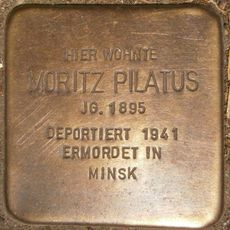 HIER WOHNTE
MORITZ PILATUS
JG. 1895
DEPORTIERT 1941
ERMORDET IN
MINSK